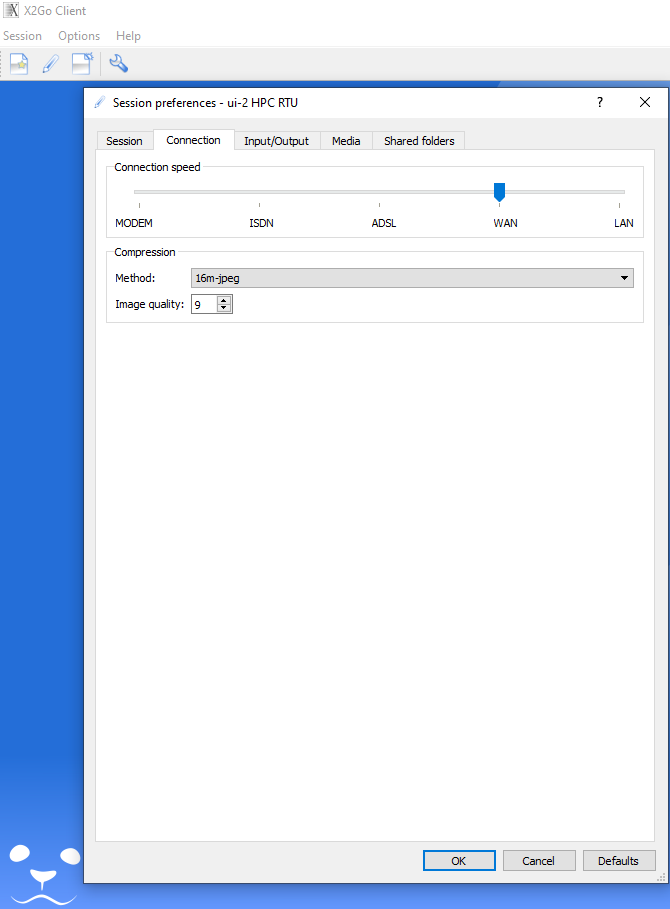 X2Go Client
Session Options Help
Session preferences - ui-2 HPC RTU ?
Session Connection Input/Output Media Shared folders
Connection speed
MODEM ISDN ADSL WAN LAN
Compression
Method: 16m-jpeg
Image quality: 9
OK Cancel Defaults